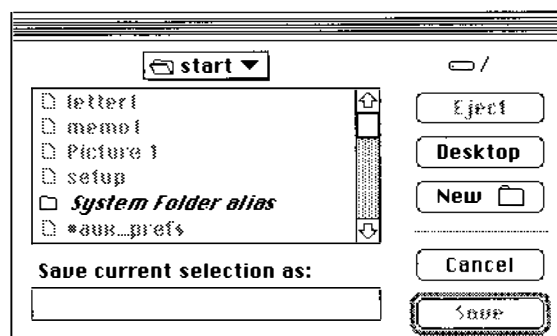 start
/
letter1
memo1
Picture 1
setup
System Folder alias
*aux...prefs
Save current selection as:
Eject
Desktop
New
Cancel
Save